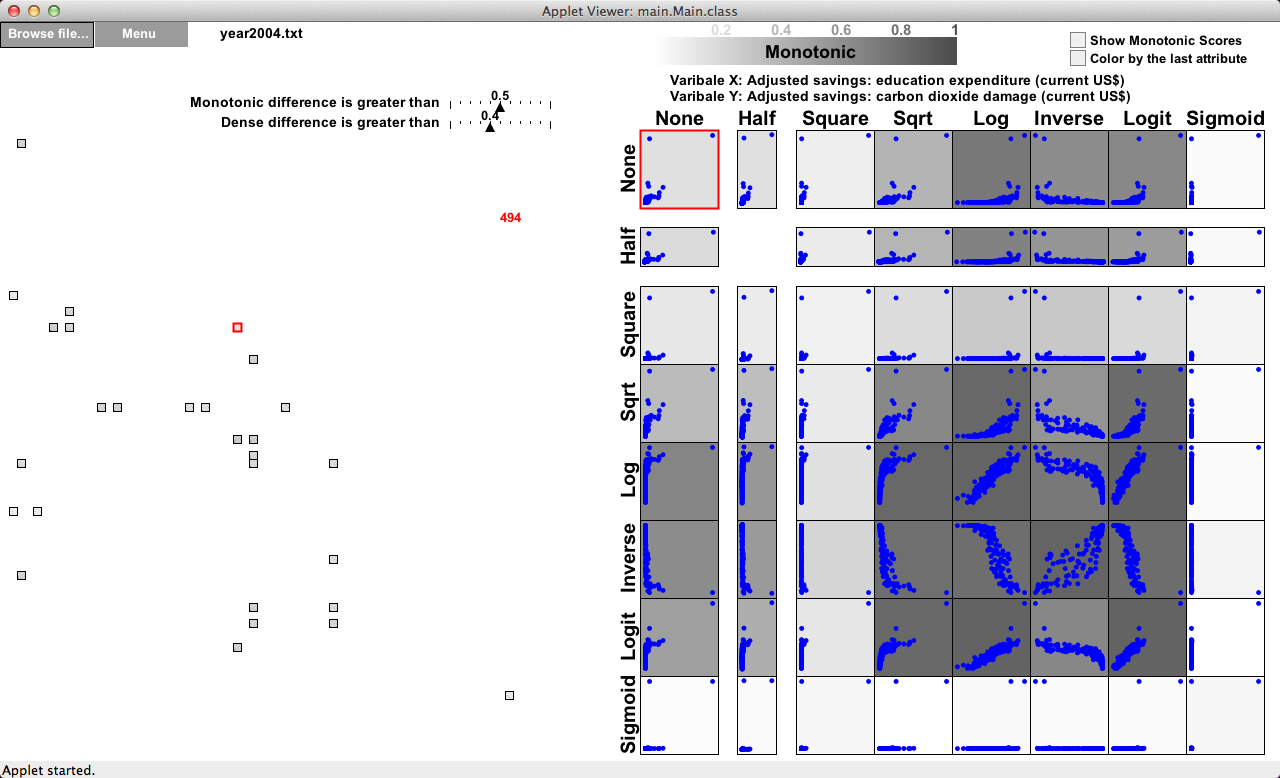 Applet Viewer: main.Main.class
Browse file... Menu year2004.txt
0.2 0.4 0.6 0.8 1
Monotonic
Show Monotonic Scores
Color by the last attribute
Varibale X: Adjusted savings: education expenditure (current US$)
Varibale Y: Adjusted savings: carbon dioxide damage (current US$)
Monotonic difference is greater than 0.5
Dense difference is greater than 0.4
494
None Half Square Sqrt Log Inverse Logit Sigmoid
None
Half
Square
Sqrt
Log
Inverse
Logit
Sigmoid
Applet started.